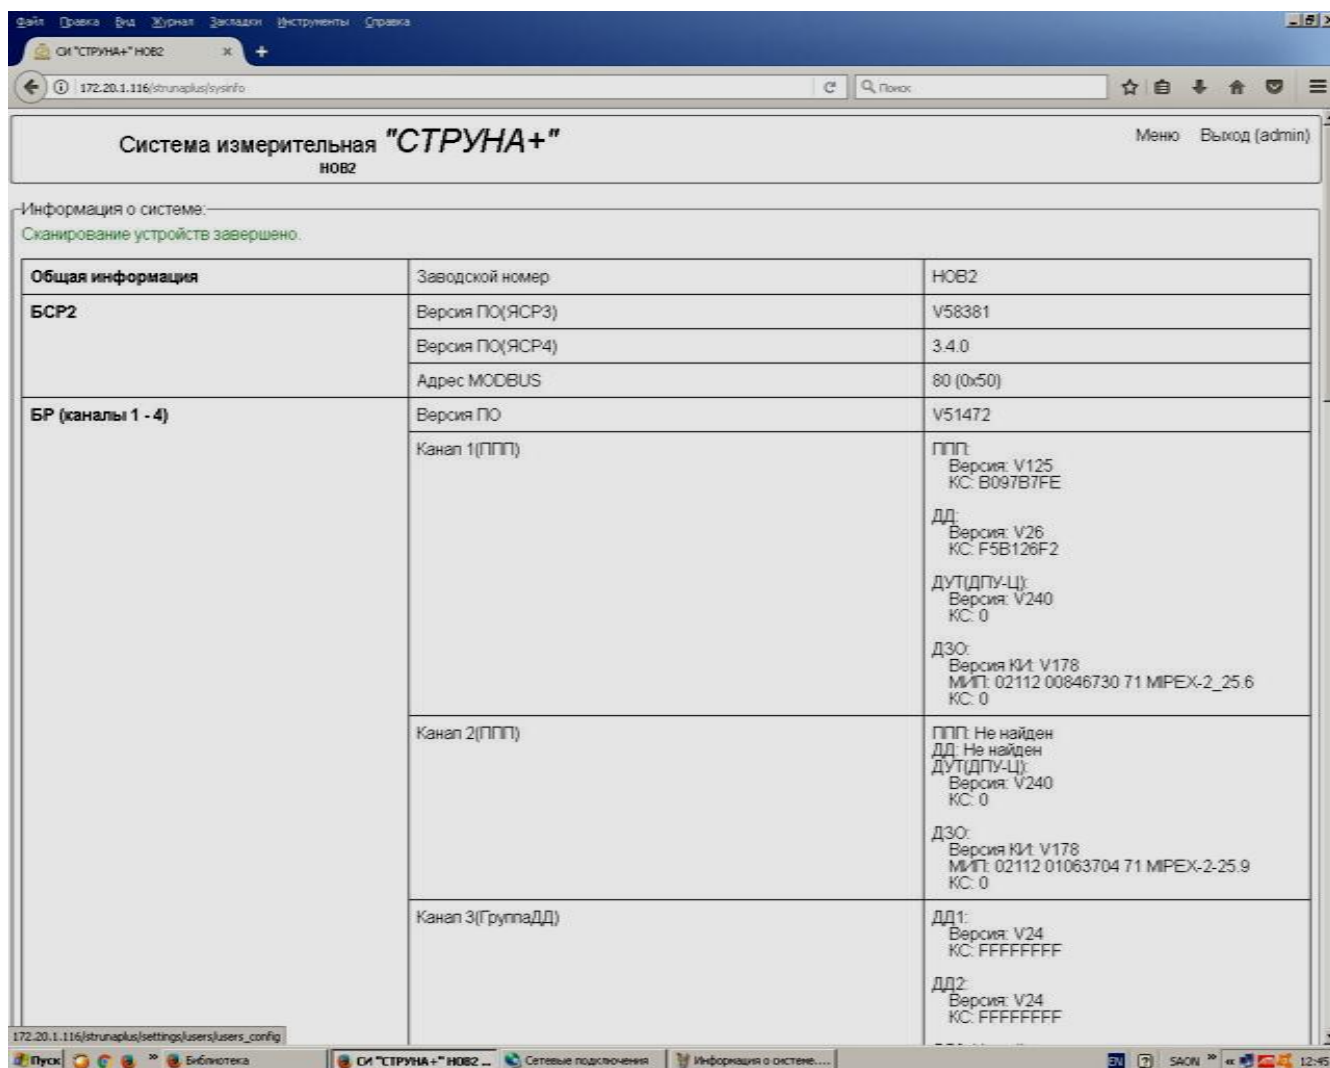 Файл Правка Вид Журнал Закладки Инструменты Справка
СИ "СТРУНА+" НОВ2
172.20.1.116/strunaplus/sysinfo
Поиск
Система измерительная "СТРУНА+"
НОВ2
Меню Выход (admin)
Информация о системе:
Сканирование устройств завершено.
Общая информация Заводской номер НОВ2
БСР2 Версия ПО(ЯСР3) V58381
Версия ПО(ЯСР4) 3.4.0
Адрес MODBUS 80 (0x50)
БР (каналы 1 - 4) Версия ПО V51472
Канал 1(ППП) ППП:
Версия: V125
КС: B097B7FE
ДД:
Версия: V26
КС: F5B126F2
ДУТ(ДПУ-Ц):
Версия: V240
КС: 0
ДЗО:
Версия КИ: V178
МИП: 02112 00846730 71 MIPEX-2_25.6
КС: 0
Канал 2(ППП) ППП: Не найден
ДД: Не найден
ДУТ(ДПУ-Ц):
Версия: V240
КС: 0
ДЗО:
Версия КИ: V178
МИП: 02112 01063704 71 MIPEX-2-25.9
КС: 0
Канал 3(ГруппаДД) ДД1:
Версия: V24
КС: FFFFFFFF
ДД2:
Версия: V24
КС: FFFFFFFF
172.20.1.116/strunaplus/settings/users/users_config
Пуск Библиотека СИ "СТРУНА+" НОВ2 ... Сетевые подключения Информация о системе.... EN SAON 12:45